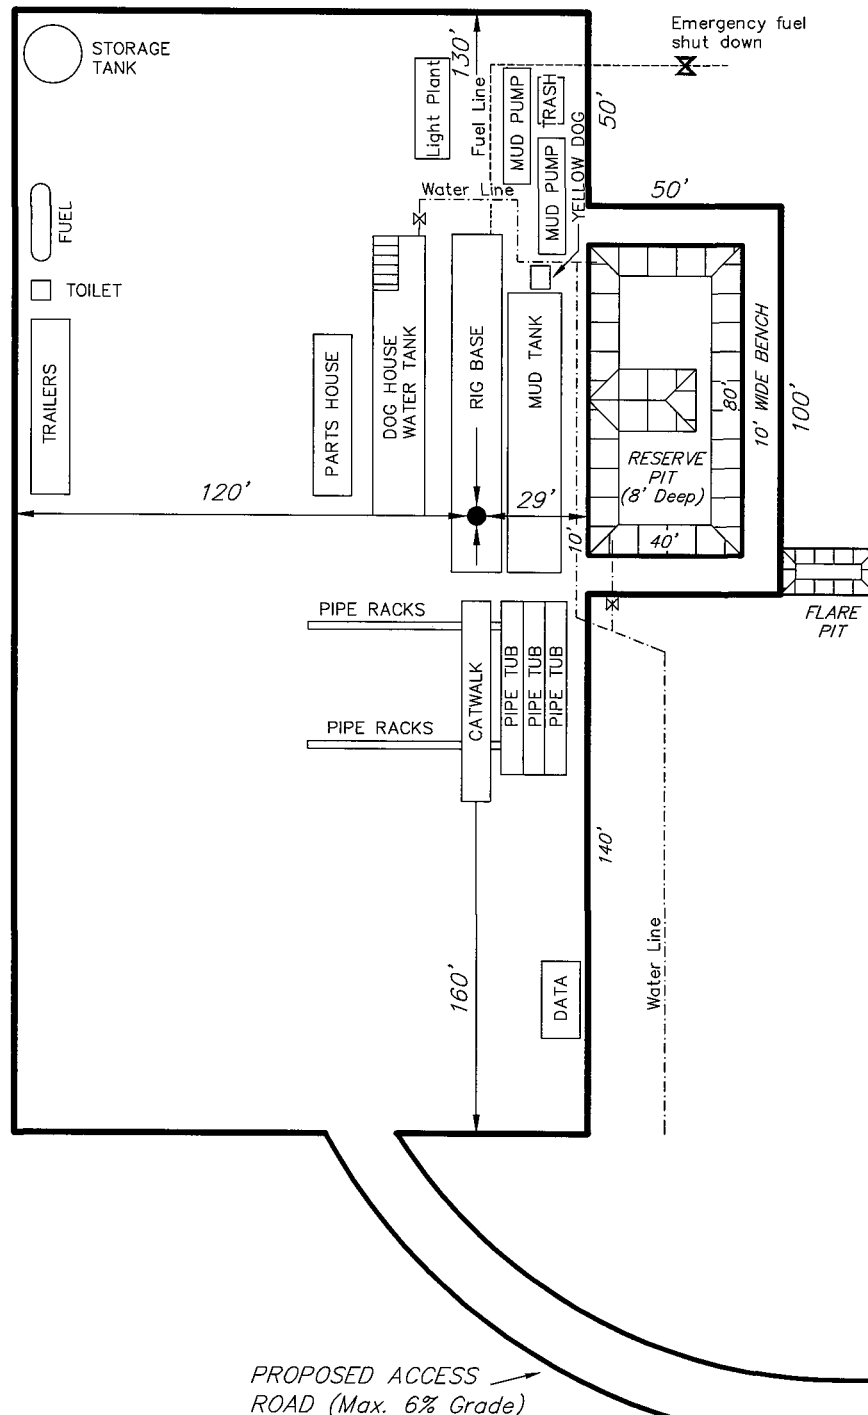 Emergency fuel
shut down
STORAGE
TANK
130'
Light Plant
Fuel Line
MUD PUMP
TRASH
50'
MUD PUMP
YELLOW DOG
Water Line
50'
FUEL
TOILET
TRAILERS
PARTS HOUSE
DOG HOUSE
WATER TANK
RIG BASE
MUD TANK
80'
10' WIDE BENCH
100'
RESERVE
PIT
(8' Deep)
120'
29'
10'
40'
FLARE
PIT
PIPE RACKS
CATWALK
PIPE TUB
PIPE TUB
PIPE TUB
PIPE RACKS
140'
160'
DATA
Water Line
PROPOSED ACCESS
ROAD (Max. 6% Grade)